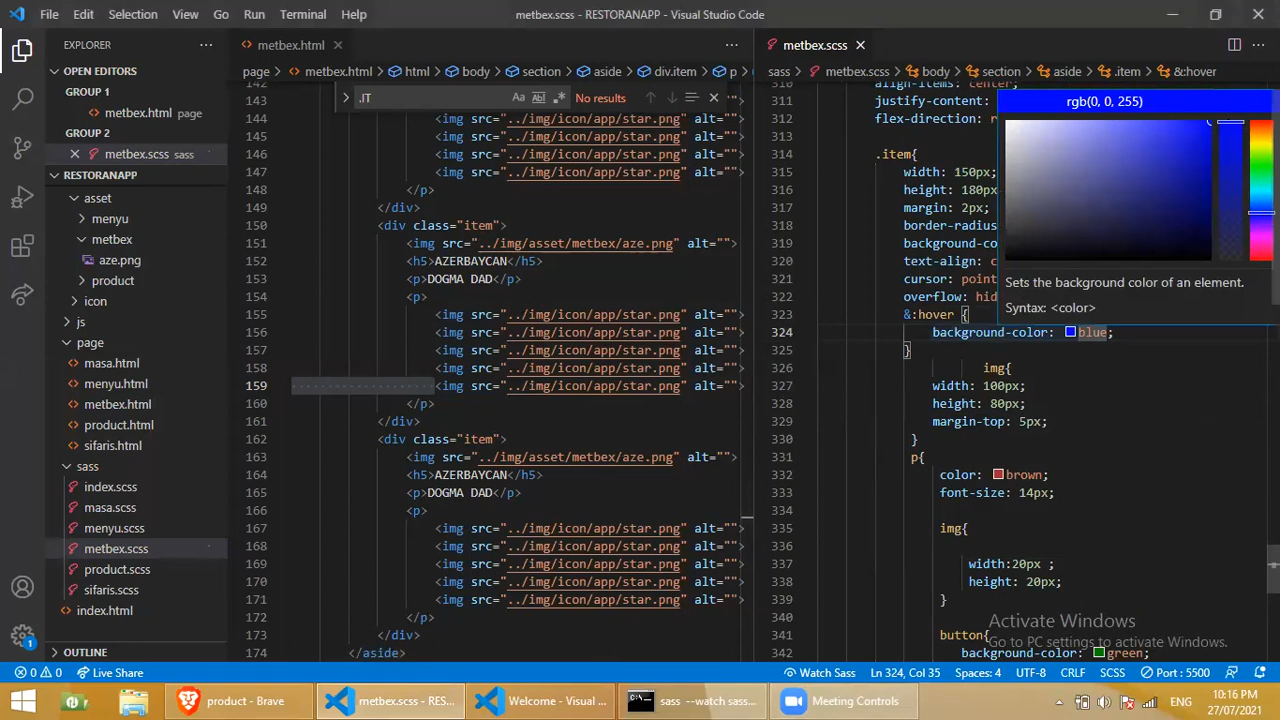 File Edit Selection View Go Run Terminal Help
metbex.scss - RESTORANAPP - Visual Studio Code
EXPLORER
OPEN EDITORS
GROUP 1
metbex.html page
GROUP 2
metbex.scss sass
RESTORANAPP
asset
menyu
metbex
aze.png
product
icon
js
page
masa.html
menyu.html
metbex.html
product.html
sifaris.html
sass
index.scss
masa.scss
menyu.scss
metbex.scss
product.scss
sifaris.scss
index.html
OUTLINE
metbex.html
page > metbex.html > html > body > section > aside > div.item > p
.IT
Aa Abl No results
142
143
144 <img src="../img/icon/app/star.png" alt="">
145 <img src="../img/icon/app/star.png" alt="">
146 <img src="../img/icon/app/star.png" alt="">
147 <img src="../img/icon/app/star.png" alt="">
148 </p>
149 </div>
150 <div class="item">
151 <img src="../img/asset/metbex/aze.png" alt="">
152 <h5>AZERBAYCAN</h5>
153 <p>DOGMA DAD</p>
154 <p>
155 <img src="../img/icon/app/star.png" alt="">
156 <img src="../img/icon/app/star.png" alt="">
157 <img src="../img/icon/app/star.png" alt="">
158 <img src="../img/icon/app/star.png" alt="">
159 <img src="../img/icon/app/star.png" alt="">
160 </p>
161 </div>
162 <div class="item">
163 <img src="../img/asset/metbex/aze.png" alt="">
164 <h5>AZERBAYCAN</h5>
165 <p>DOGMA DAD</p>
166 <p>
167 <img src="../img/icon/app/star.png" alt="">
168 <img src="../img/icon/app/star.png" alt="">
169 <img src="../img/icon/app/star.png" alt="">
170 <img src="../img/icon/app/star.png" alt="">
171 <img src="../img/icon/app/star.png" alt="">
172 </p>
173 </div>
174 </aside>
metbex.scss
sass > metbex.scss > body > section > aside > .item > &:hover
310 align-items: center;
311 justify-content:
312 flex-direction: r
313
314 .item{
315 width: 150px;
316 height: 180px
317 margin: 2px;
318 border-radius
319 background-co
320 text-align: c
321 cursor: point
322 overflow: hid
323 &:hover {
324 background-color: blue;
325 }
326 img{
327 width: 100px;
328 height: 80px;
329 margin-top: 5px;
330 }
331 p{
332 color: brown;
333 font-size: 14px;
334
335 img{
336
337 width:20px ;
338 height: 20px;
339 }
340
341 button{
342 background-color: green;
rgb(0, 0, 255)
Sets the background color of an element.
Syntax: <color>
Activate Windows
Go to PC settings to activate Windows.
0 0 Live Share
Watch Sass Ln 324, Col 35 Spaces: 4 UTF-8 CRLF SCSS Port : 5500
1
product - Brave
metbex.scss - RES...
Welcome - Visual ...
sass --watch sass...
Meeting Controls
ENG
10:16 PM
27/07/2021